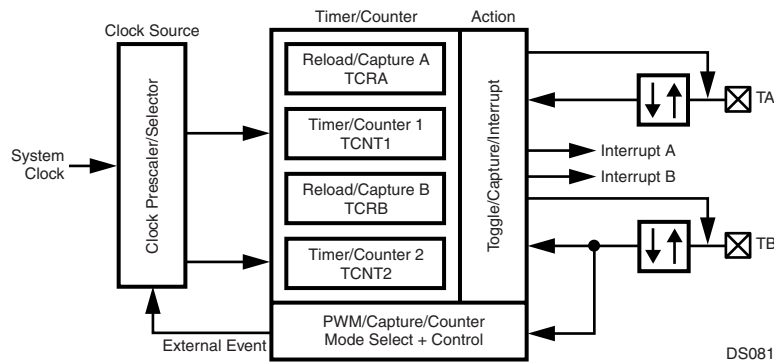 Timer/Counter
Action
Clock Source
Reload/Capture A
TCRA
TA
Timer/Counter 1
TCNT1
System
Clock
Clock Prescaler/Selector
Toggle/Capture/Interrupt
Interrupt A
Interrupt B
Reload/Capture B
TCRB
TB
Timer/Counter 2
TCNT2
PWM/Capture/Counter
Mode Select + Control
External Event
DS081